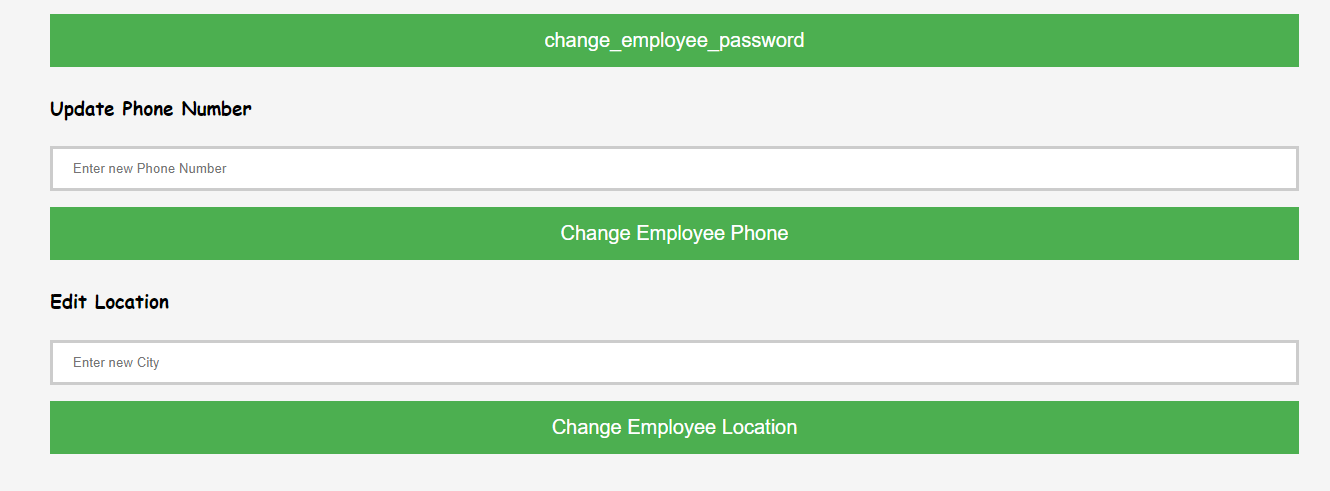 change_employee_password
Update Phone Number
Enter new Phone Number
Change Employee Phone
Edit Location
Enter new City
Change Employee Location